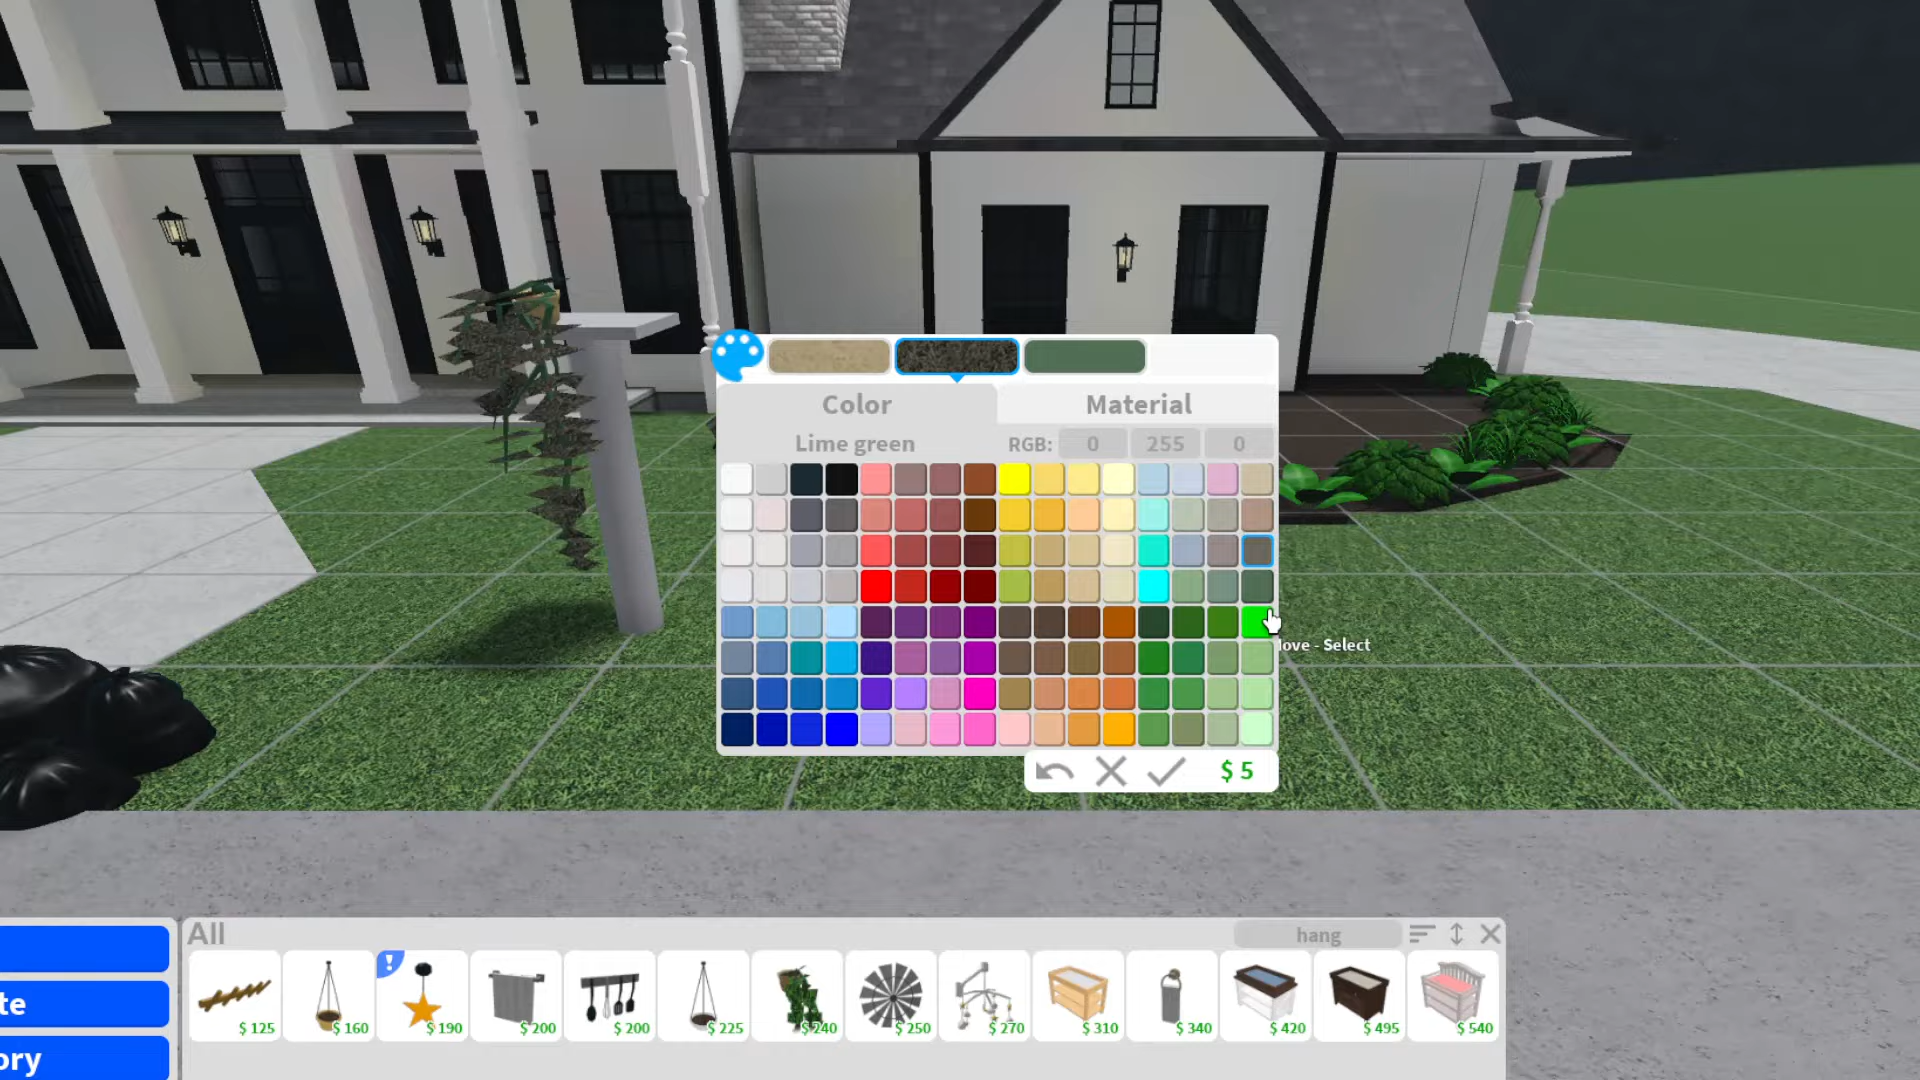 Color
Material
Lime green
RGB: 0 255 0
ove - Select
$ 5
te
ory
All
hang
!
$ 125
$ 160
$ 190
$ 200
$ 200
$ 225
$ 240
$ 250
$ 270
$ 310
$ 340
$ 420
$ 495
$ 540